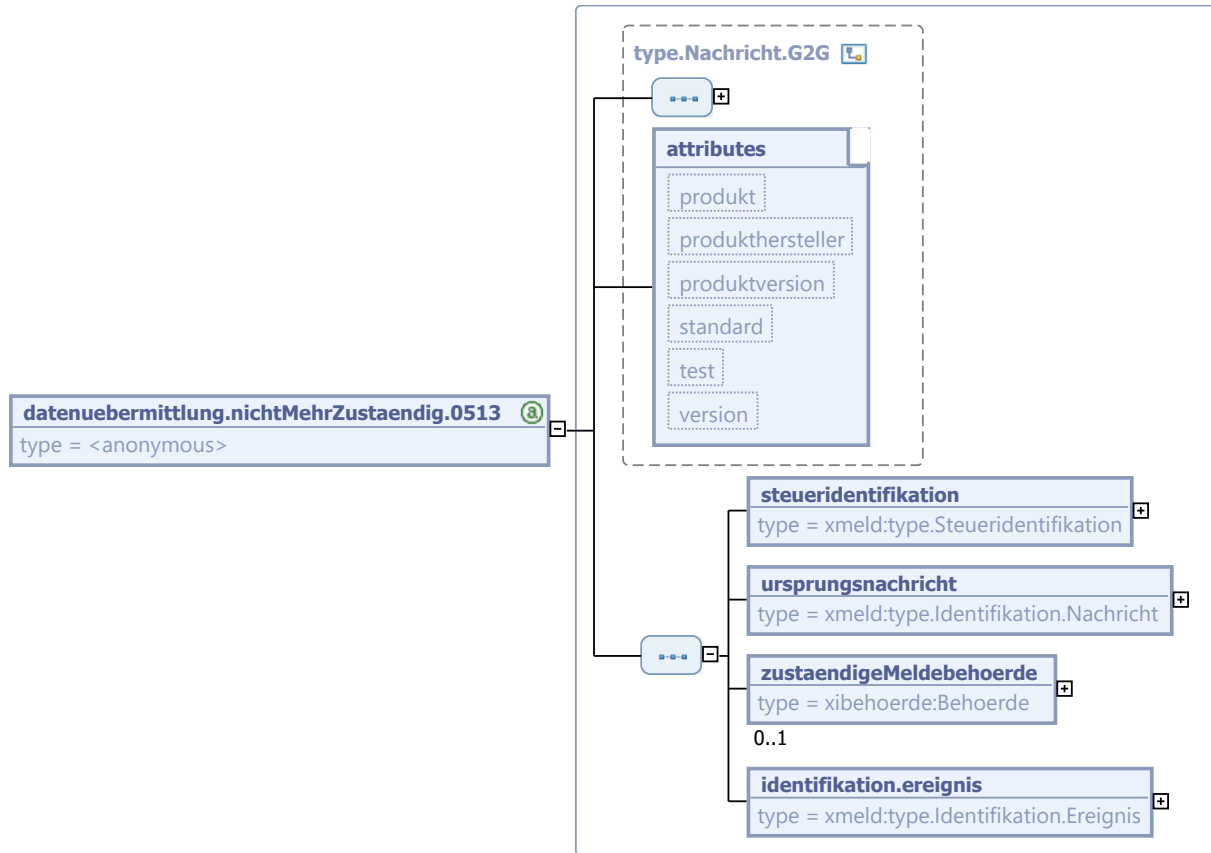 type.Nachricht.G2G
attributes
produkt
produkthersteller
produktversion
standard
test
version
datenuebermittlung.nichtMehrZustaendig.0513
type = <anonymous>
steueridentifikation
type = xmeld:type.Steueridentifikation
ursprungsnachricht
type = xmeld:type.Identifikation.Nachricht
zustaendigeMeldebehoerde
type = xibehoerde:Behoerde
0..1
identifikation.ereignis
type = xmeld:type.Identifikation.Ereignis